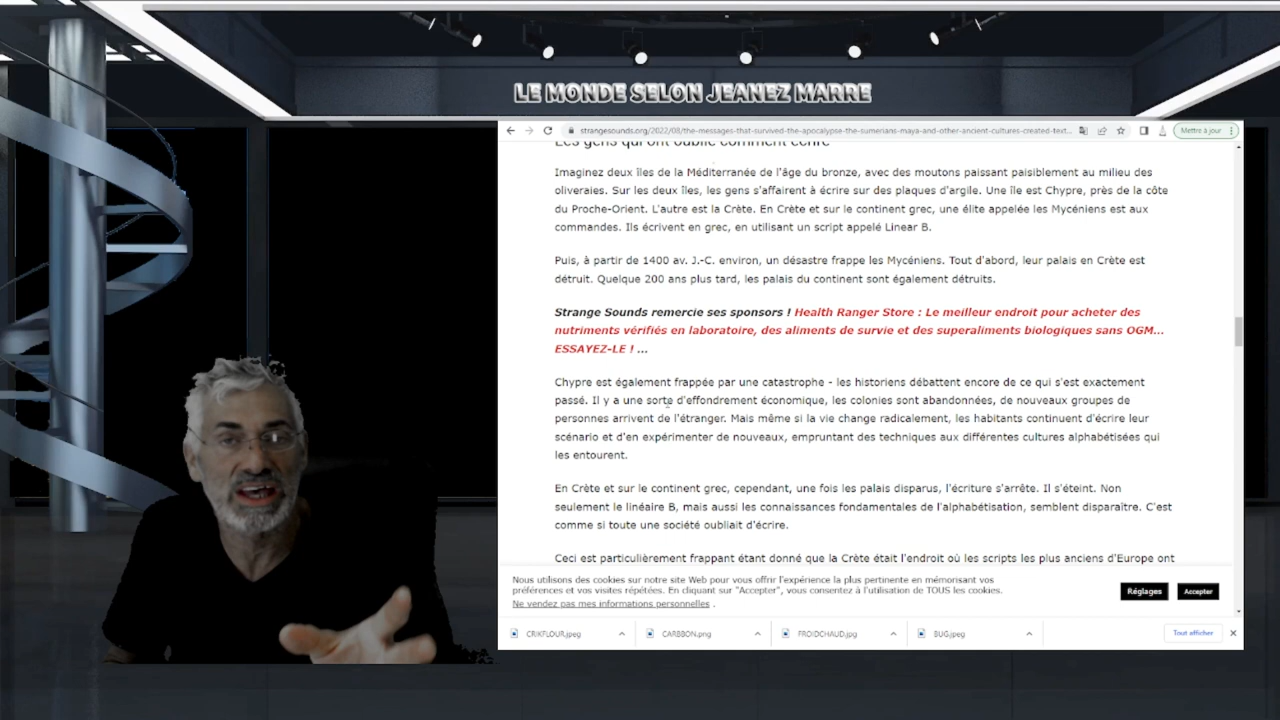 LE MONDE SELON JEANEZ MARRE
strangesounds.org/2022/08/the-messages-that-survived-the-apocalypse-the-sumerians-maya-and-other-ancient-cultures-created-text...
Mettre à jour
Les gens qui ont oublié comment écrire
Imaginez deux îles de la Méditerranée de l'âge du bronze, avec des moutons paissant paisiblement au milieu des
oliveraies. Sur les deux îles, les gens s'affairent à écrire sur des plaques d'argile. Une île est Chypre, près de la côte
du Proche-Orient. L'autre est la Crète. En Crète et sur le continent grec, une élite appelée les Mycéniens est aux
commandes. Ils écrivent en grec, en utilisant un script appelé Linear B.
Puis, à partir de 1400 av. J.-C. environ, un désastre frappe les Mycéniens. Tout d'abord, leur palais en Crète est
détruit. Quelque 200 ans plus tard, les palais du continent sont également détruits.
Strange Sounds remercie ses sponsors ! Health Ranger Store : Le meilleur endroit pour acheter des
nutriments vérifiés en laboratoire, des aliments de survie et des superaliments biologiques sans OGM...
ESSAYEZ-LE ! ...
Chypre est également frappée par une catastrophe - les historiens débattent encore de ce qui s'est exactement
passé. Il y a une sorte d'effondrement économique, les colonies sont abandonnées, de nouveaux groupes de
personnes arrivent de l'étranger. Mais même si la vie change radicalement, les habitants continuent d'écrire leur
scénario et d'en expérimenter de nouveaux, empruntant des techniques aux différentes cultures alphabétisées qui
les entourent.
En Crète et sur le continent grec, cependant, une fois les palais disparus, l'écriture s'arrête. Il s'éteint. Non
seulement le linéaire B, mais aussi les connaissances fondamentales de l'alphabétisation, semblent disparaître. C'est
comme si toute une société oubliait d'écrire.
Ceci est particulièrement frappant étant donné que la Crète était l'endroit où les scripts les plus anciens d'Europe ont
Nous utilisons des cookies sur notre site Web pour vous offrir l'expérience la plus pertinente en mémorisant vos
préférences et vos visites répétées. En cliquant sur "Accepter", vous consentez à l'utilisation de TOUS les cookies.
Ne vendez pas mes informations personnelles .
Réglages
Accepter
CRIKFLOUR.jpeg
CARBBON.png
FROIDCHAUD.jpg
BUG.jpeg
Tout afficher